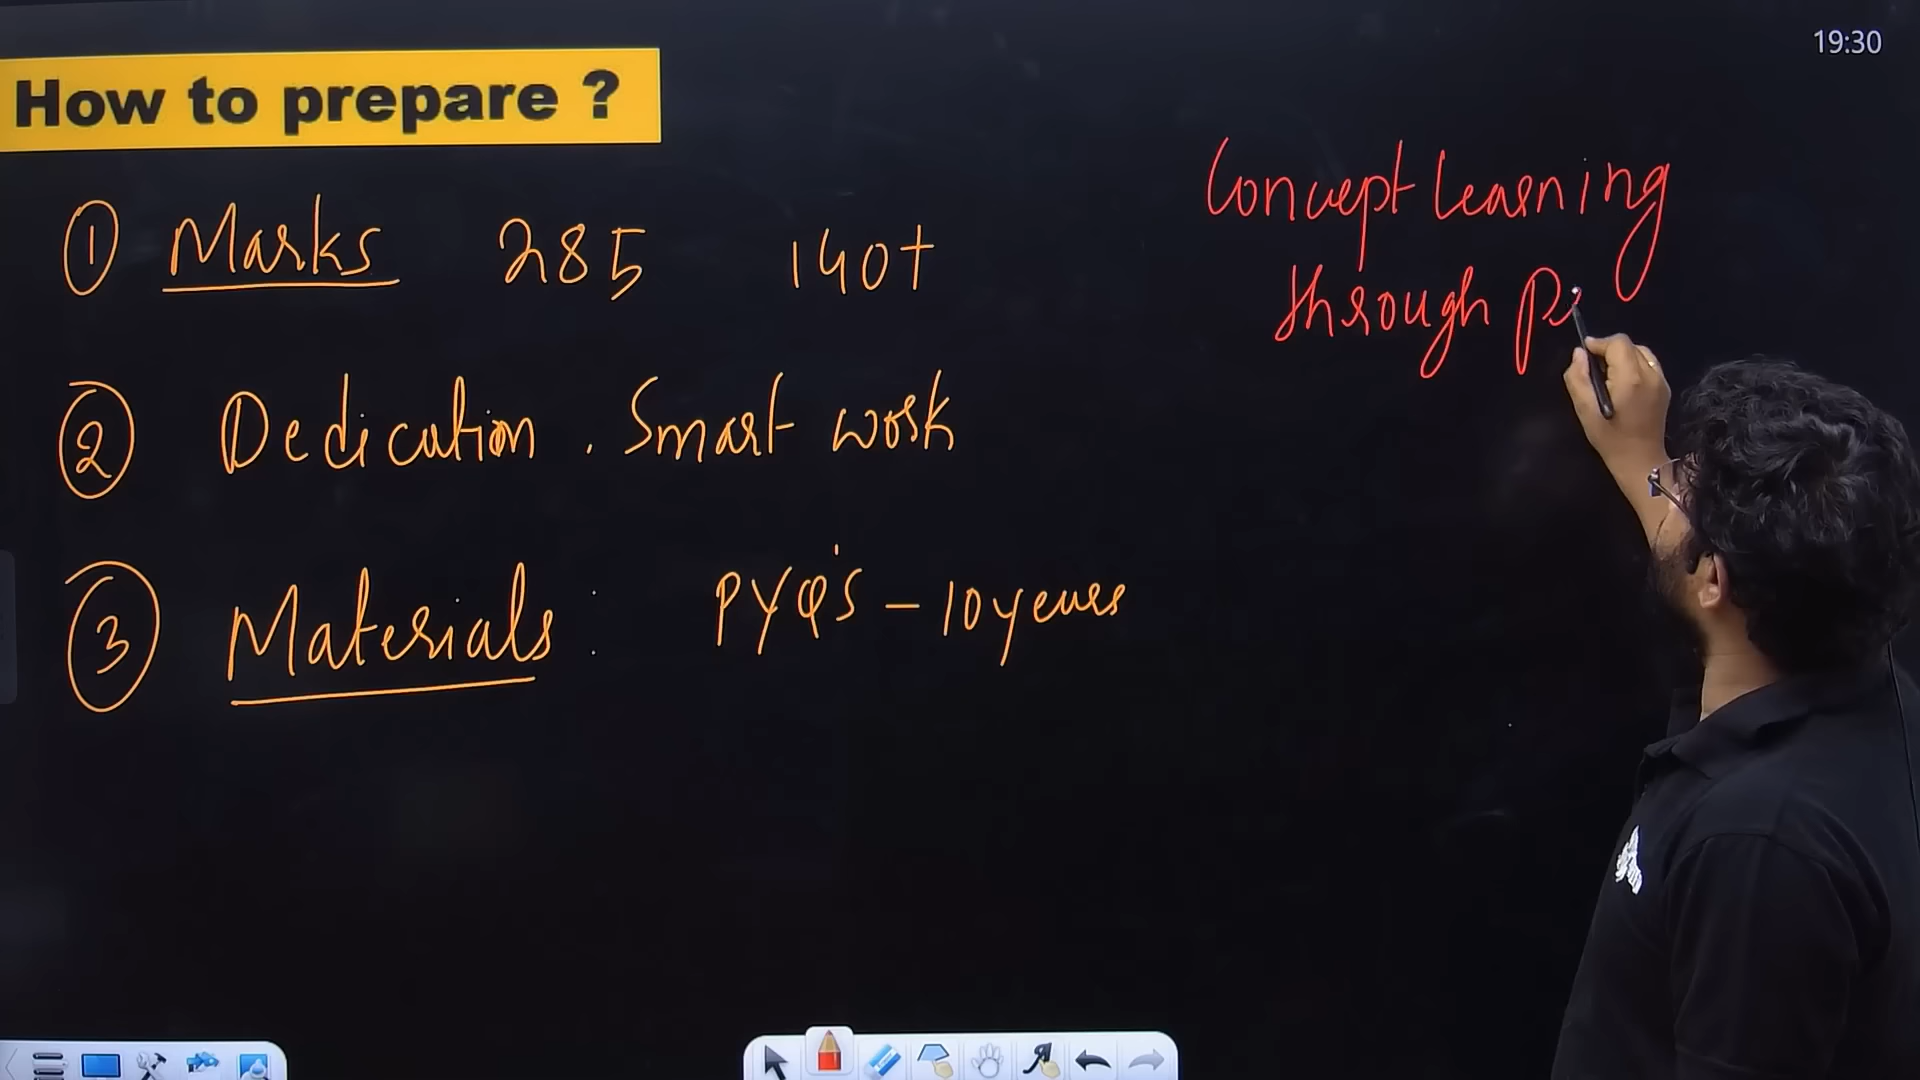 19:30
How to prepare ?
① Marks 285 140+
② Dedication . Smart work
③ Materials : PYQ'S - 10 years
Concept Learning
through